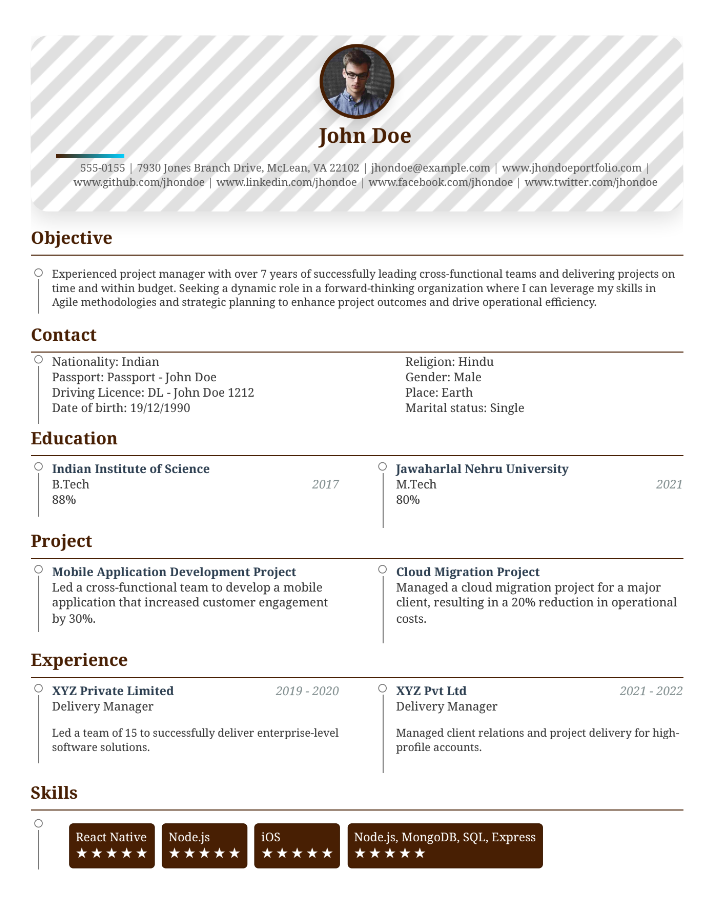 John Doe
555-0155 | 7930 Jones Branch Drive, McLean, VA 22102 | jhondoe@example.com | www.jhondoeportfolio.com |
www.github.com/jhondoe | www.linkedin.com/jhondoe | www.facebook.com/jhondoe | www.twitter.com/jhondoe
Objective
Experienced project manager with over 7 years of successfully leading cross-functional teams and delivering projects on
time and within budget. Seeking a dynamic role in a forward-thinking organization where I can leverage my skills in
Agile methodologies and strategic planning to enhance project outcomes and drive operational efficiency.
Contact
Nationality: Indian
Passport: Passport - John Doe
Driving Licence: DL - John Doe 1212
Date of birth: 19/12/1990
Religion: Hindu
Gender: Male
Place: Earth
Marital status: Single
Education
Indian Institute of Science
B.Tech 2017
88%
Jawaharlal Nehru University
M.Tech 2021
80%
Project
Mobile Application Development Project
Led a cross-functional team to develop a mobile
application that increased customer engagement
by 30%.
Cloud Migration Project
Managed a cloud migration project for a major
client, resulting in a 20% reduction in operational
costs.
Experience
XYZ Private Limited 2019 - 2020
Delivery Manager
Led a team of 15 to successfully deliver enterprise-level
software solutions.
XYZ Pvt Ltd 2021 - 2022
Delivery Manager
Managed client relations and project delivery for high-
profile accounts.
Skills
React Native
★★★★★
Node.js
★★★★★
iOS
★★★★★
Node.js, MongoDB, SQL, Express
★★★★★